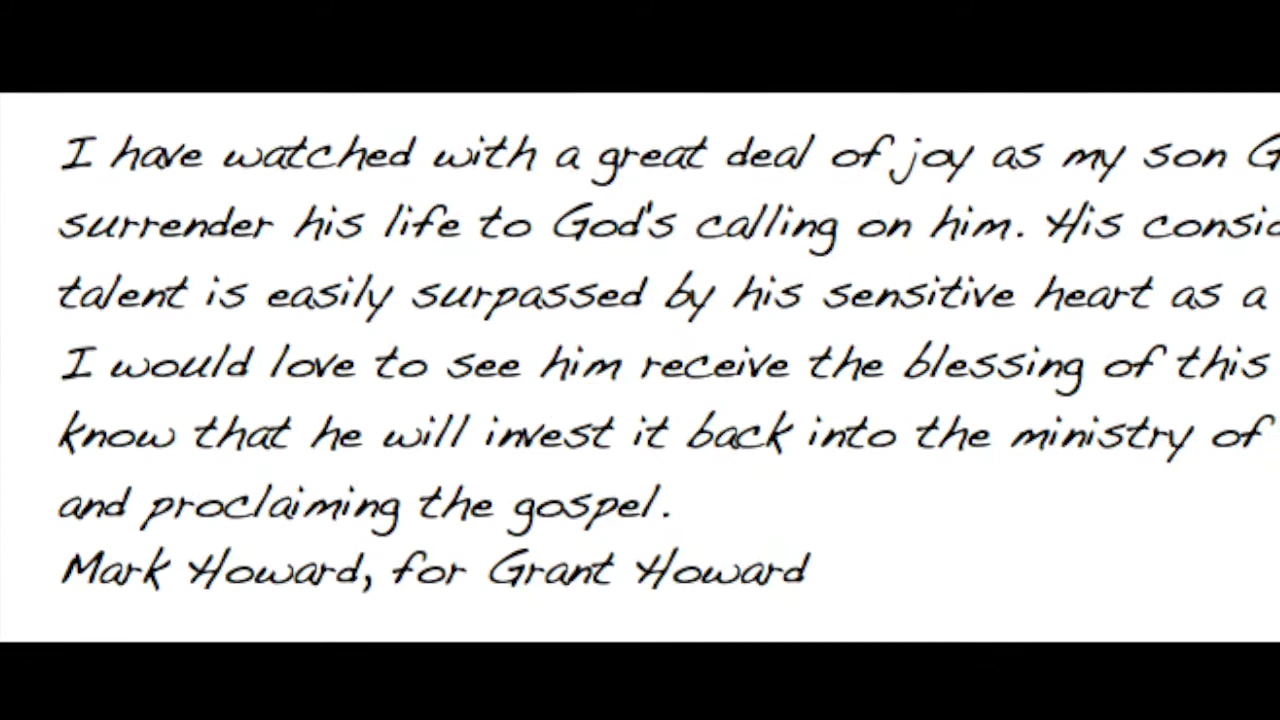 I have watched with a great deal of joy as my son G
surrender his life to God's calling on him. His consid
talent is easily surpassed by his sensitive heart as a
I would love to see him receive the blessing of this
know that he will invest it back into the ministry of
and proclaiming the gospel.
Mark Howard, for Grant Howard